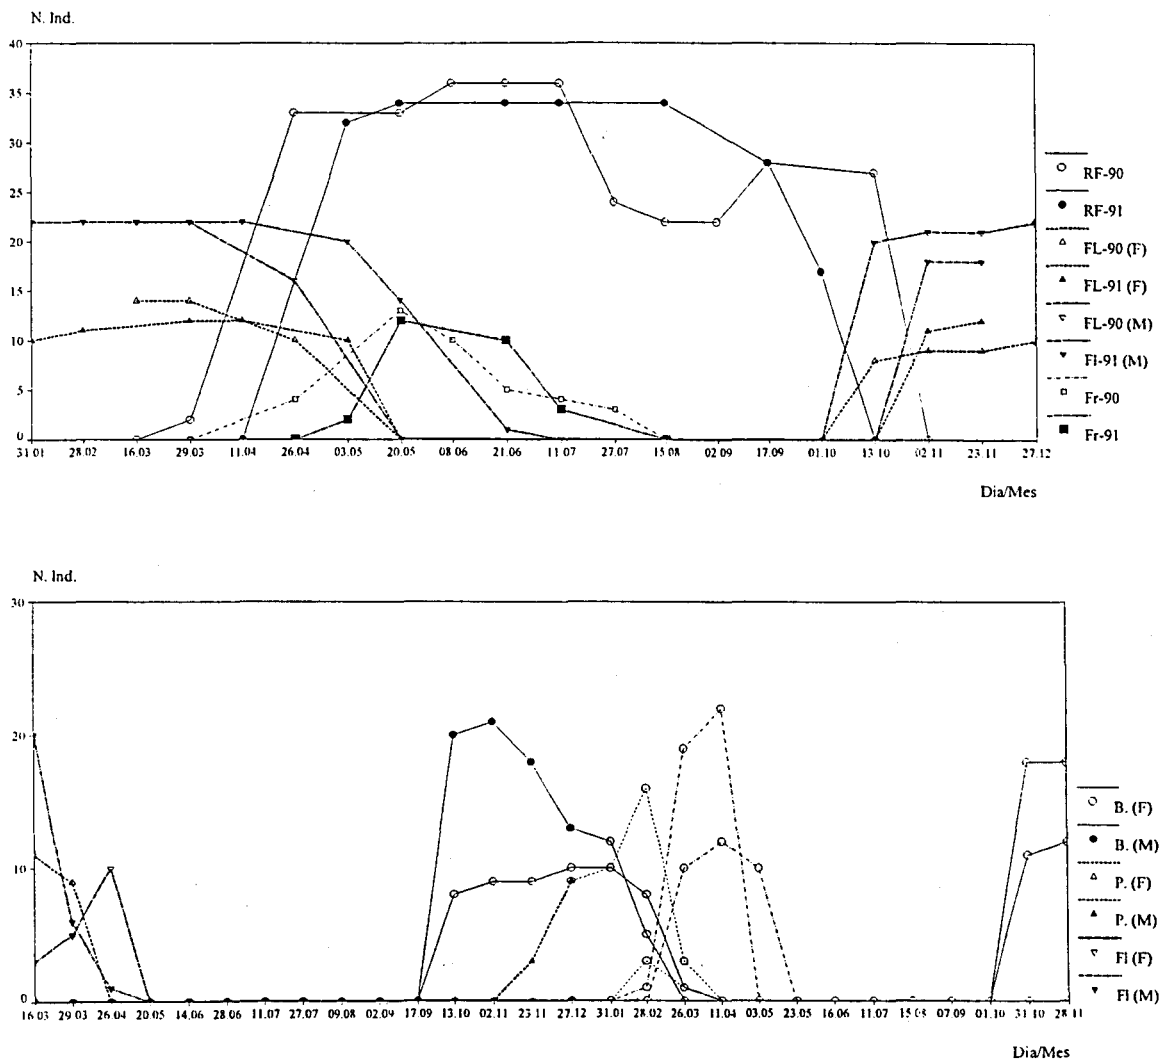 N. Ind.
40
35
30
25
20
15
10
5
0
31 01 28.02 16.03 29.03 11.04 26.04 03.05 20.05 08 06 21.06 11.07 27.07 15.08 02.09 17.09 01.10 13 10 02 11 23.11 27.12
Dia/Mes
RF-90
RF-91
FL-90 (F)
FL-91 (F)
FL-90 (M)
Fl-91 (M)
Fr-90
Fr-91
N. Ind.
30
20
10
0
16 03 29.03 26.04 20.05 14.06 28.06 11.07 27.07 09.08 02.09 17.09 13.10 02.11 23 11 27.12 31.01 28.02 26.03 11.04 03.05 23.05 16.06 11.07 15.08 07.09 01.10 31.10 28 11
Dia/Mes
B. (F)
B. (M)
P. (F)
P. (M)
Fl (F)
Fl (M)